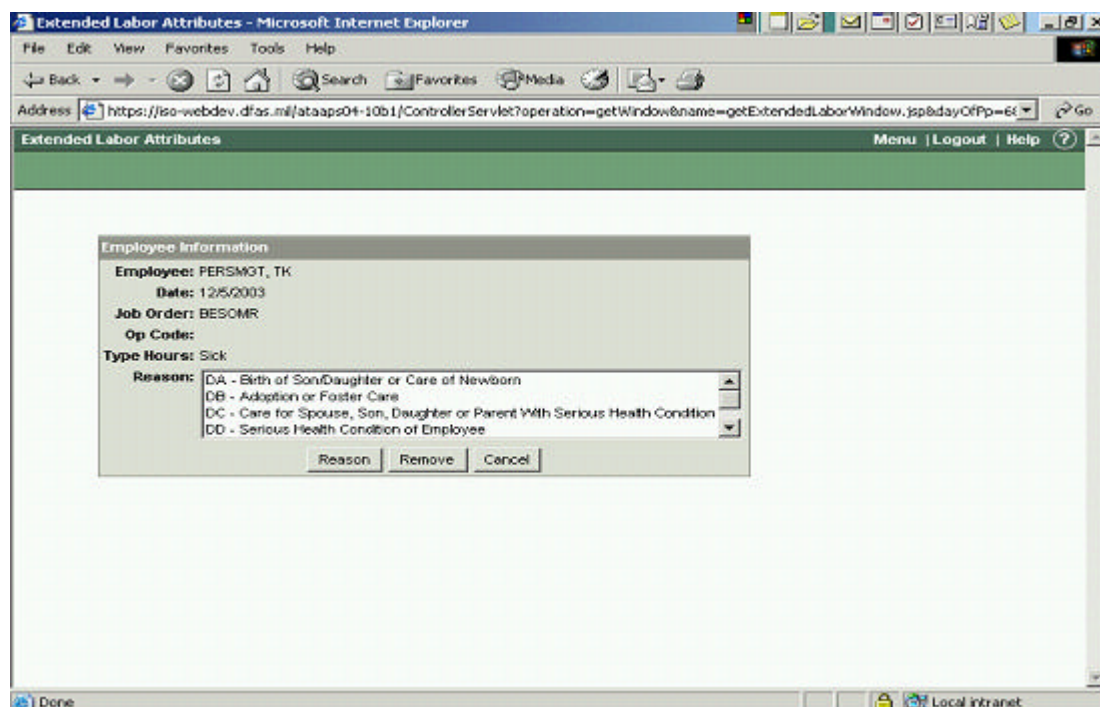 Extended Labor Attributes - Microsoft Internet Explorer
File Edit View Favorites Tools Help
Back Search Favorites Media
Address https://iso-webdev.dfas.mil/ataaps04-10b1/ControllerServlet?operation=getWindow&name=getExtendedLaborWindow.jsp&dayOfPp=68 Go
Extended Labor Attributes Menu | Logout | Help ?
Employee Information
Employee: PERSMGT, TK
Date: 12/5/2003
Job Order: BESOMR
Op Code:
Type Hours: Sick
Reason: DA - Birth of Son/Daughter or Care of Newborn
DB - Adoption or Foster Care
DC - Care for Spouse, Son, Daughter or Parent With Serious Health Condition
DD - Serious Health Condition of Employee
Reason Remove Cancel
Done Local intranet